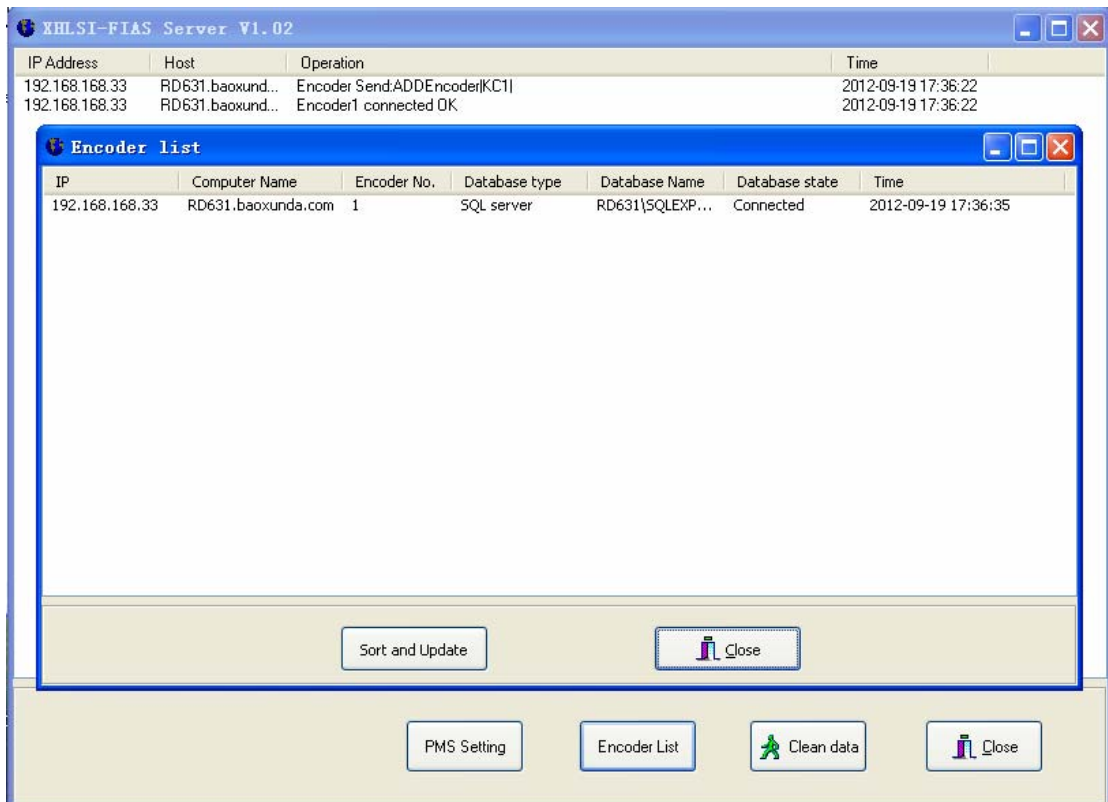 XHLSI-FIAS Server V1.02
IP Address Host Operation Time
192.168.168.33 RD631.baoxund... Encoder Send:ADDEncoder|KC1| 2012-09-19 17:36:22
192.168.168.33 RD631.baoxund... Encoder1 connected OK 2012-09-19 17:36:22
Encoder list
IP Computer Name Encoder No. Database type Database Name Database state Time
192.168.168.33 RD631.baoxunda.com 1 SQL server RD631\SQLEXP... Connected 2012-09-19 17:36:35
Sort and Update Close
PMS Setting Encoder List Clean data Close